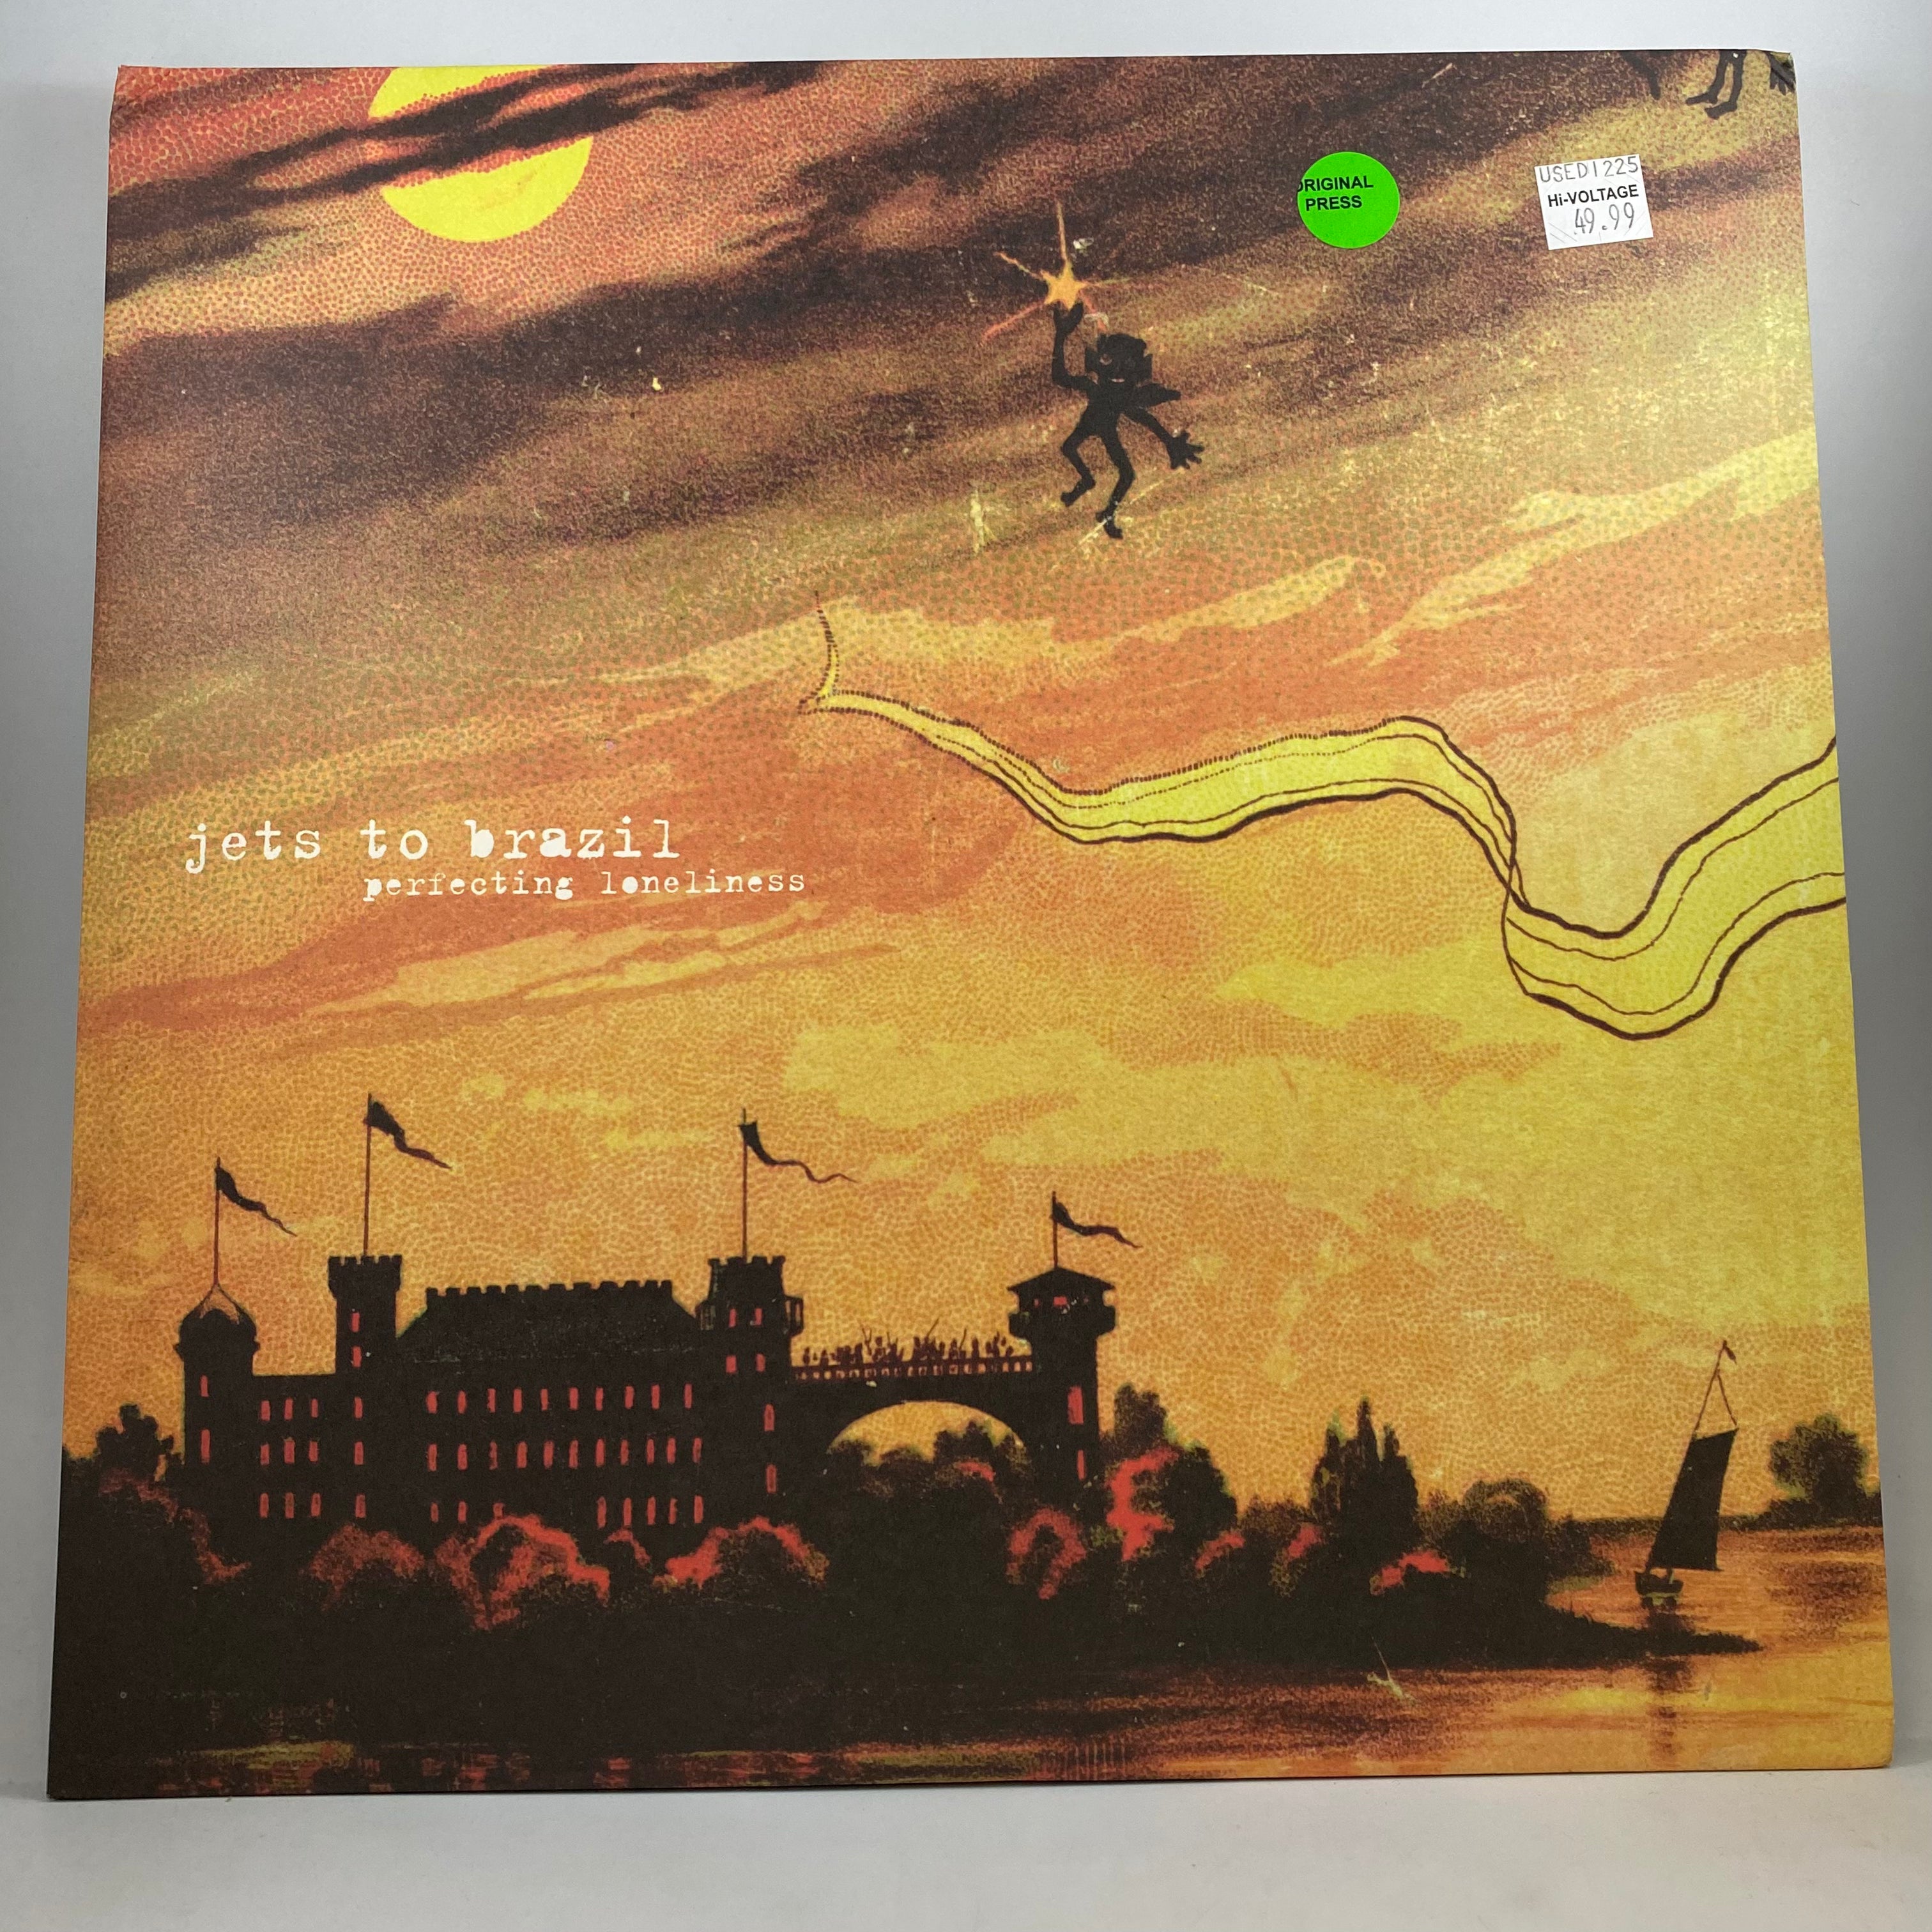 ORIGINAL
PRESS
USED1225
Hi-VOLTAGE
49.99
jets to brazil
perfecting loneliness